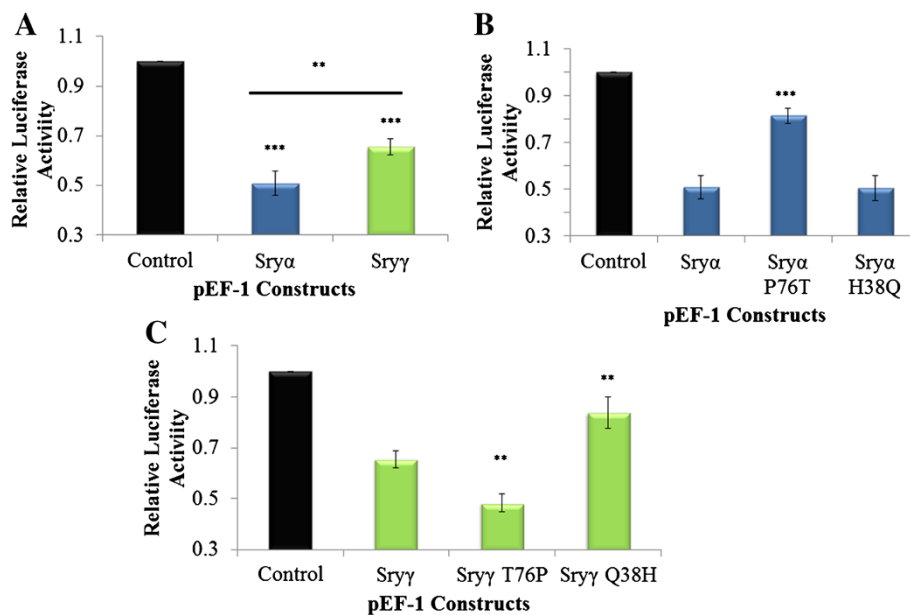 A
Relative Luciferase
Activiity
1.1
0.9
0.7
0.5
0.3
**
***
***
Control
Sryα
Sryγ
pEF-1 Constructs
B
Relative Luciferase
Activity
1.1
0.9
0.7
0.5
0.3
***
Control
Sryα
Sryα
P76T
Sryα
H38Q
pEF-1 Constructs
C
Relative Luciferase
Activiity
1.1
0.9
0.7
0.5
0.3
**
**
Control
Sryγ
Sryγ T76P
Sryγ Q38H
pEF-1 Constructs